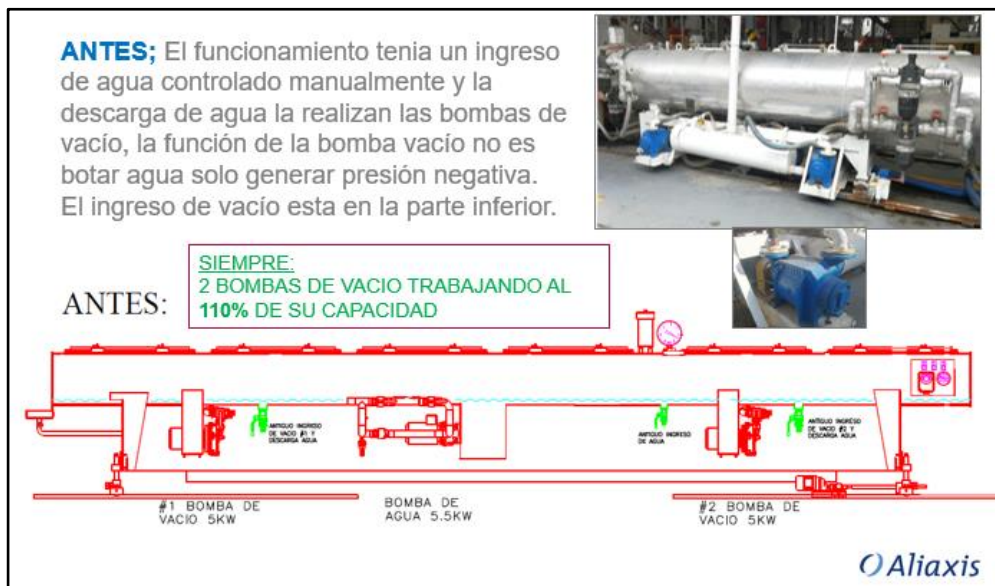 ANTES; El funcionamiento tenia un ingreso
de agua controlado manualmente y la
descarga de agua la realizan las bombas de
vacío, la función de la bomba vacío no es
botar agua solo generar presión negativa.
El ingreso de vacío esta en la parte inferior.
SIEMPRE:
2 BOMBAS DE VACIO TRABAJANDO AL
110% DE SU CAPACIDAD
ANTES:
ANTIGUO INGRESO
DE VACIO #1 Y
DESCARGA AGUA
ANTIGUO INGRESO
DE AGUA
ANTIGUO INGRESO
DE VACIO #2 Y
DESCARGA AGUA
#1 BOMBA DE
VACIO 5KW
BOMBA DE
AGUA 5.5KW
#2 BOMBA DE
VACIO 5KW
Aliaxis